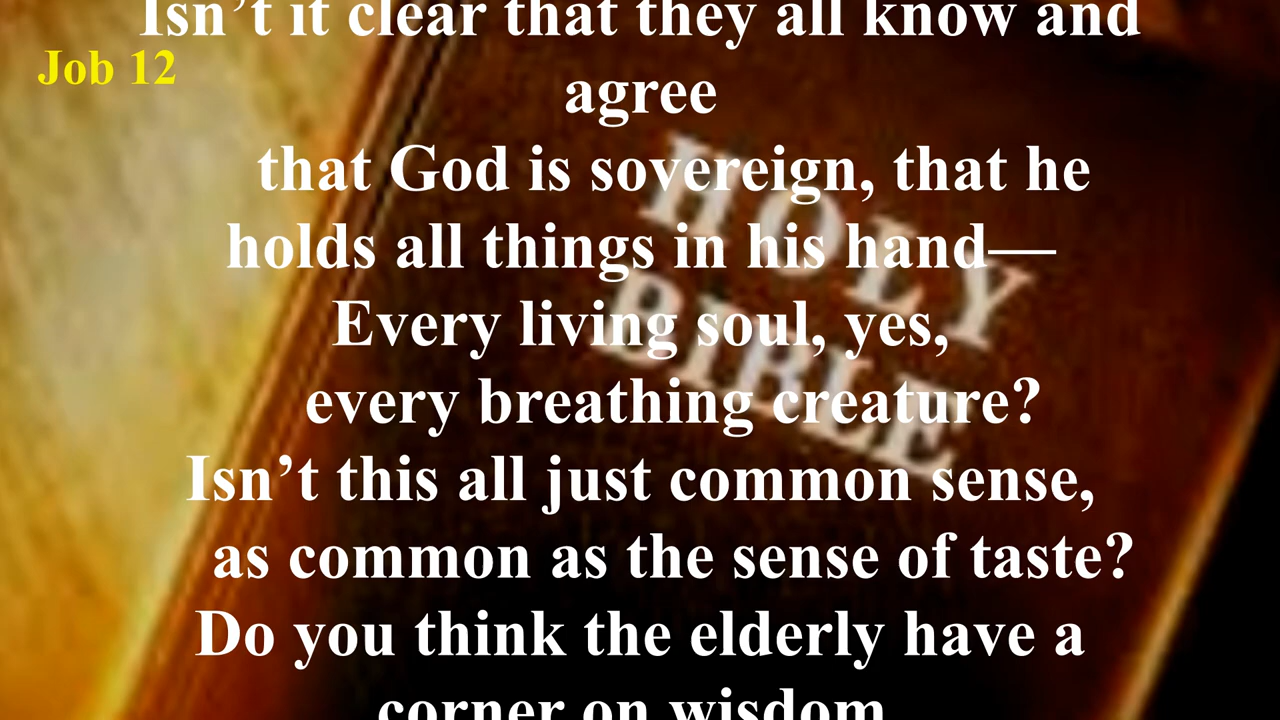 Isn’t it clear that they all know and
Job 12
agree
that God is sovereign, that he
holds all things in his hand—
Every living soul, yes,
every breathing creature?
Isn’t this all just common sense,
as common as the sense of taste?
Do you think the elderly have a
corner on wisdom
HOLY
BIBLE